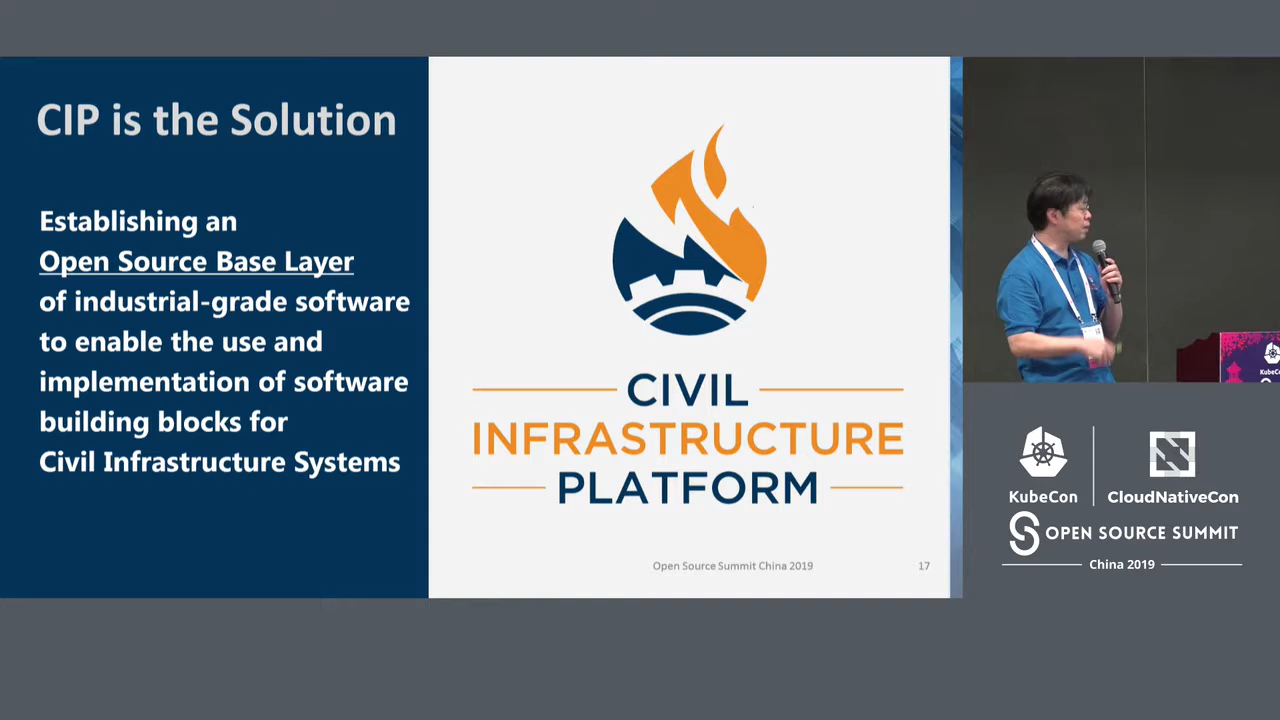 CIP is the Solution
Establishing an
Open Source Base Layer
of industrial-grade software
to enable the use and
implementation of software
building blocks for
Civil Infrastructure Systems
CIVIL
INFRASTRUCTURE
PLATFORM
Open Source Summit China 2019
17
KubeCon
CloudNativeCon
OPEN SOURCE SUMMIT
China 2019